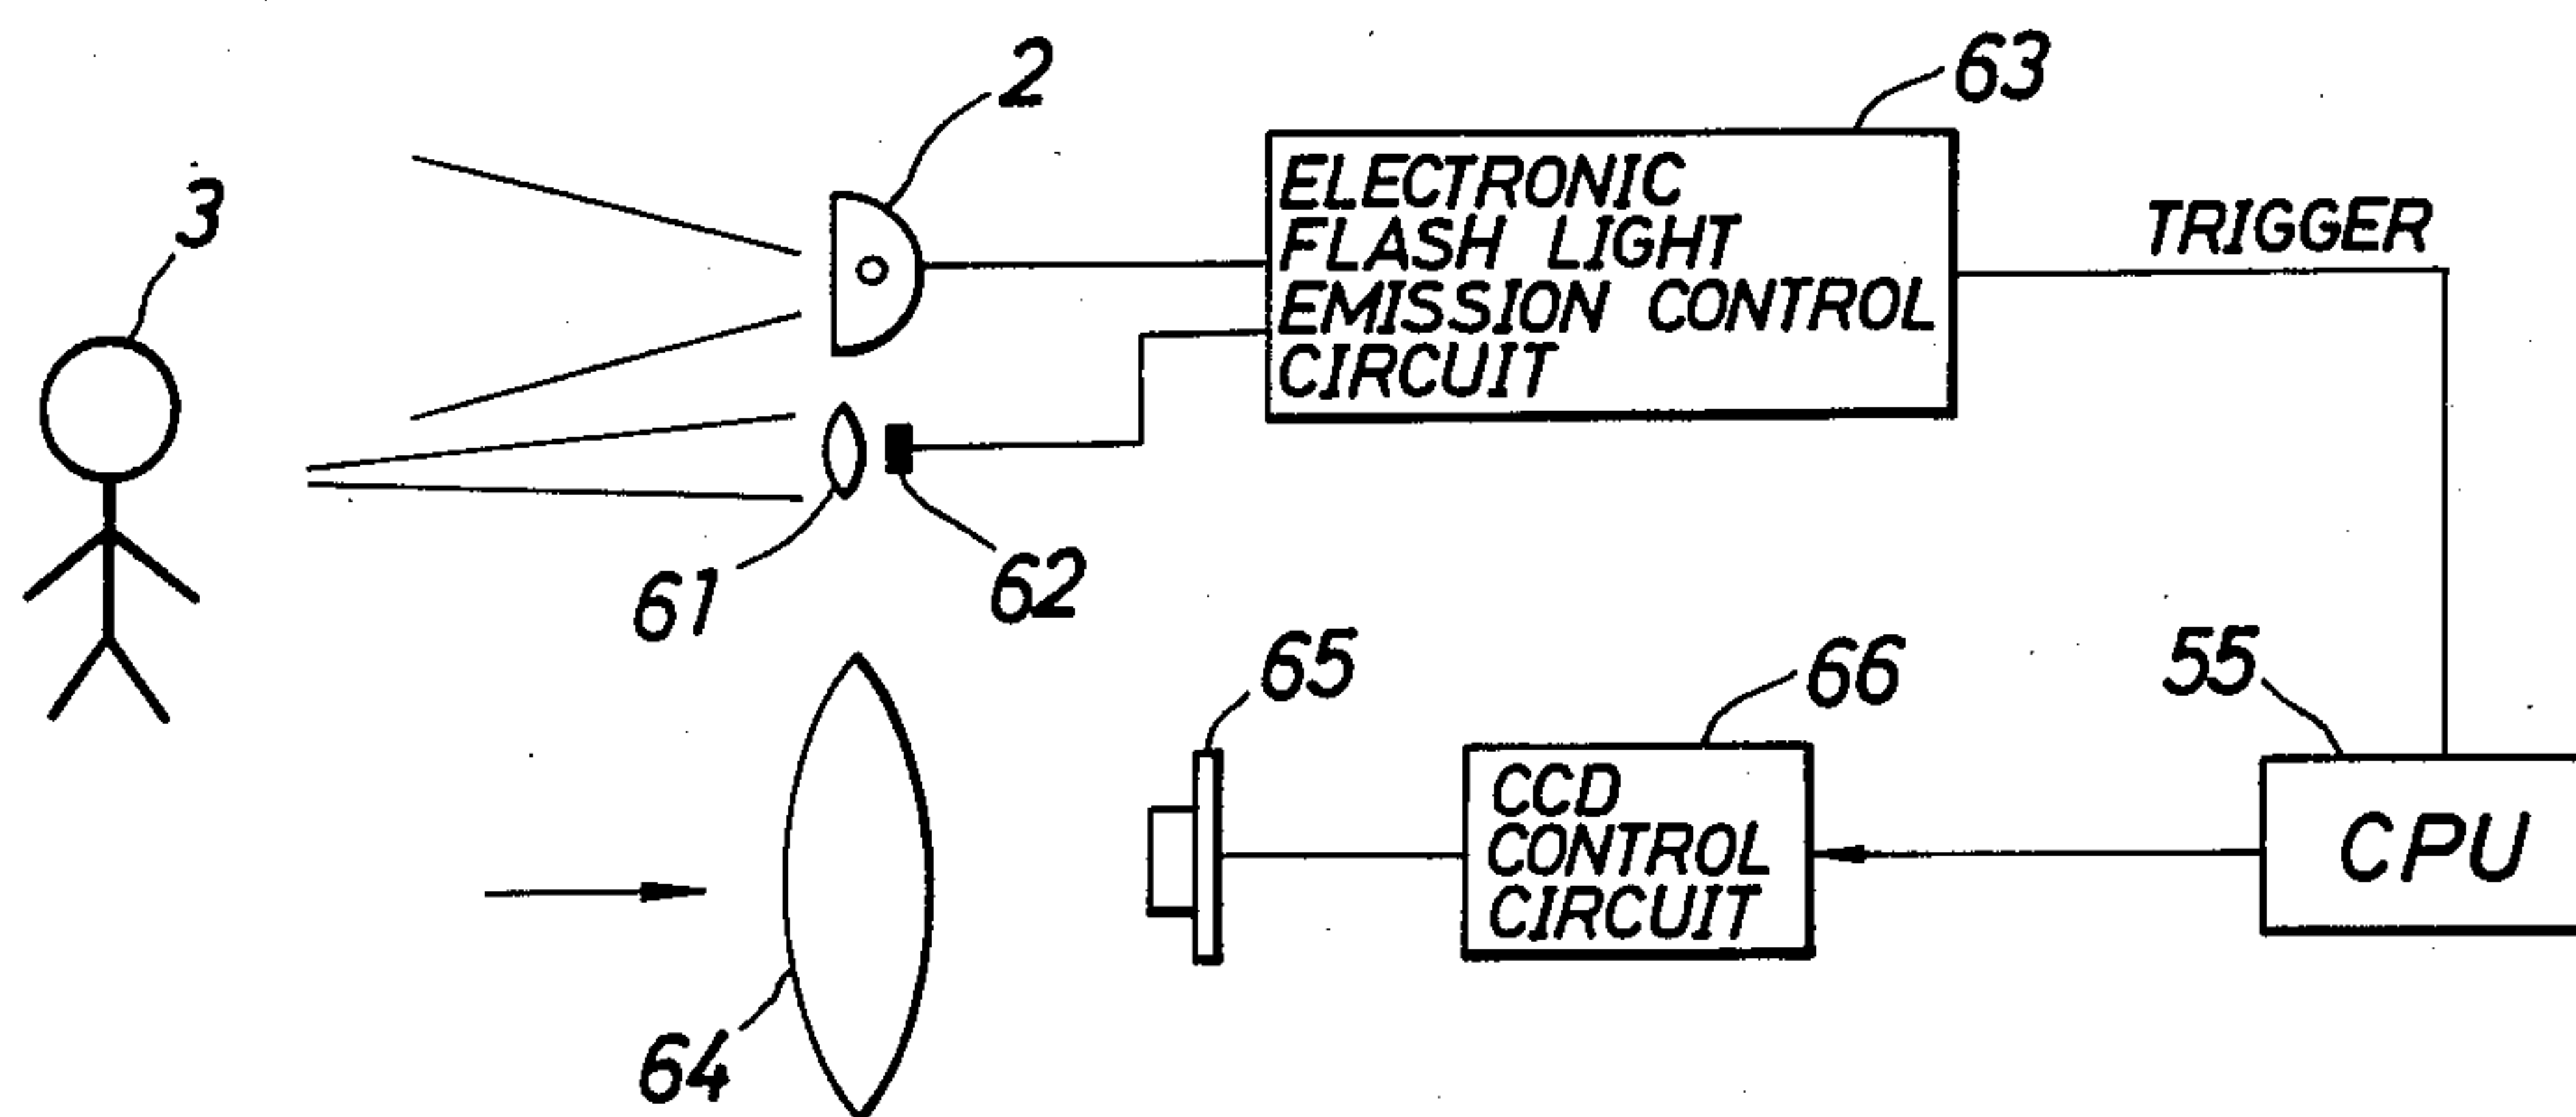 2
63
3
ELECTRONIC
FLASH LIGHT
EMISSION CONTROL
CIRCUIT
TRIGGER
61
62
65
66
55
CCD
CONTROL
CIRCUIT
CPU
64